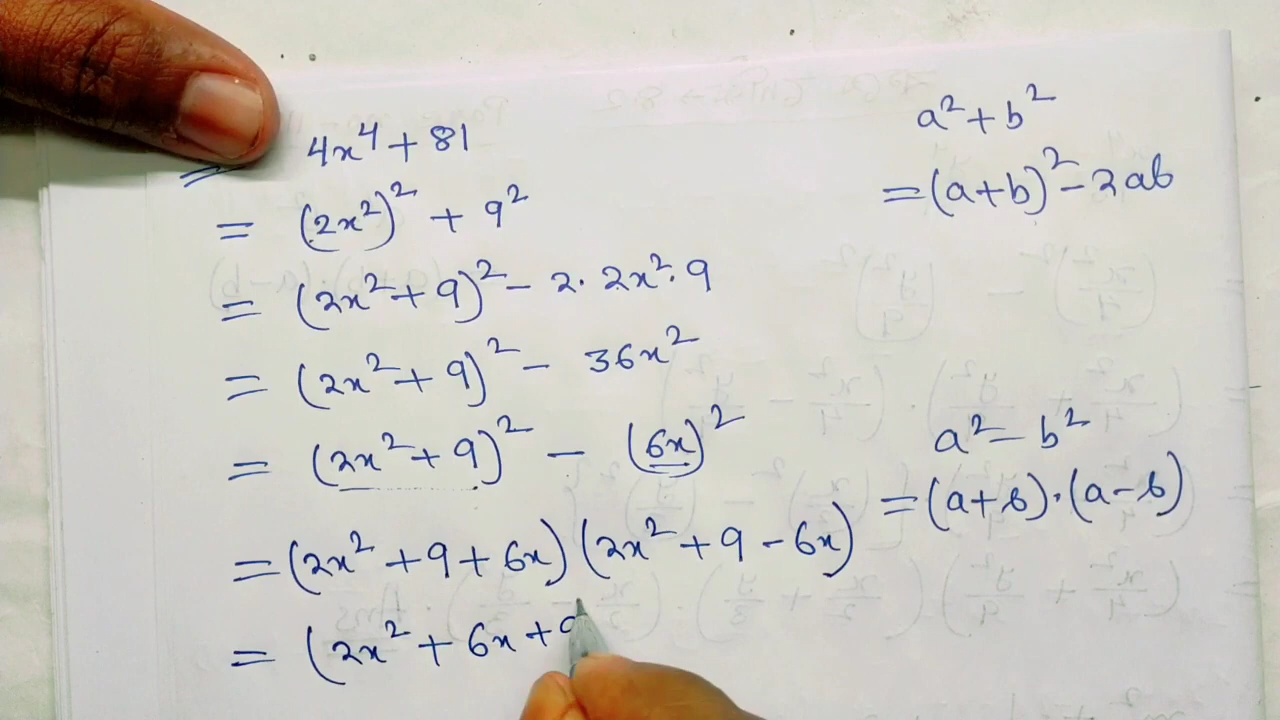 4x⁴ + 81
= (2x²)² + 9²
= (2x² + 9)² - 2. 2x². 9
= (2x² + 9)² - 36x²
= (2x² + 9)² - (6x)²
= (2x² + 9 + 6x) (2x² + 9 - 6x)
= (2x² + 6x + 9
a² + b²
= (a+b)² - 2ab
a² - b²
= (a+b).(a-b)